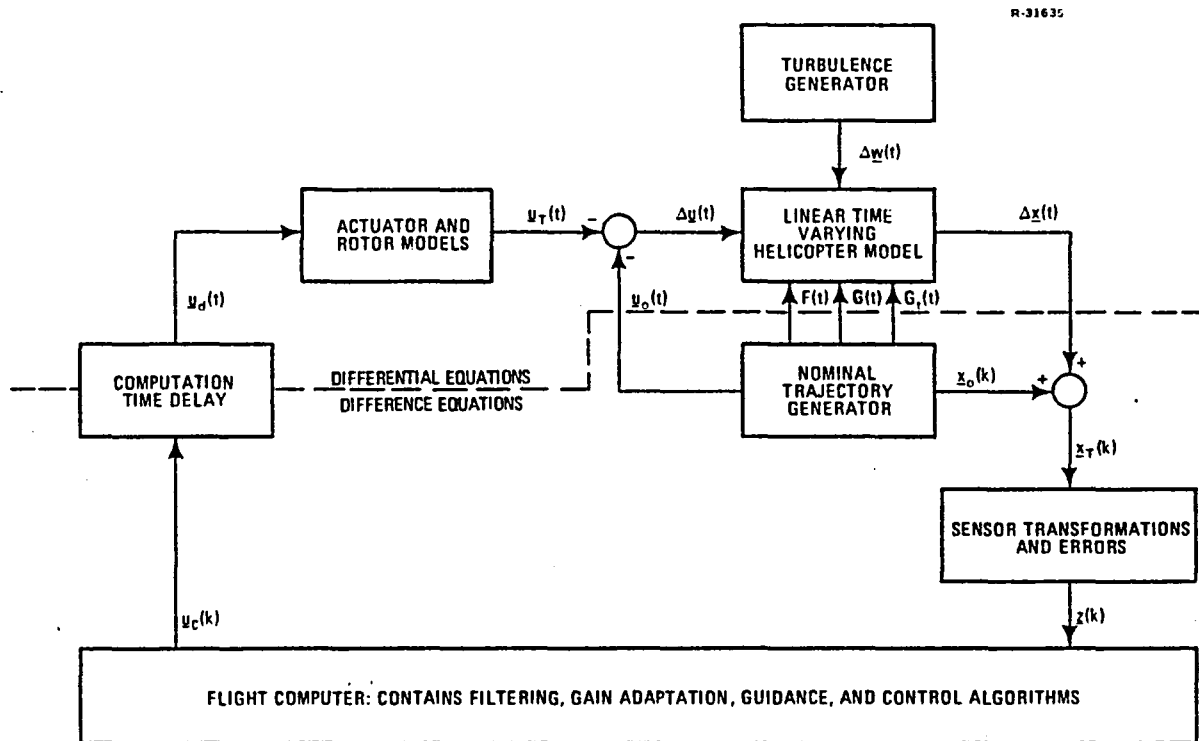 R-31635
TURBULENCE
GENERATOR
Δw(t)
ACTUATOR AND
ROTOR MODELS
u_T(t)
-
-
Δu(t)
LINEAR TIME
VARYING
HELICOPTER MODEL
Δx(t)
u_d(t)
u_o(t)
F(t)
G(t)
G_t(t)
COMPUTATION
TIME DELAY
DIFFERENTIAL EQUATIONS
DIFFERENCE EQUATIONS
NOMINAL
TRAJECTORY
GENERATOR
x_o(k)
+
+
x_T(k)
SENSOR TRANSFORMATIONS
AND ERRORS
u_c(k)
z(k)
FLIGHT COMPUTER: CONTAINS FILTERING, GAIN ADAPTATION, GUIDANCE, AND CONTROL ALGORITHMS